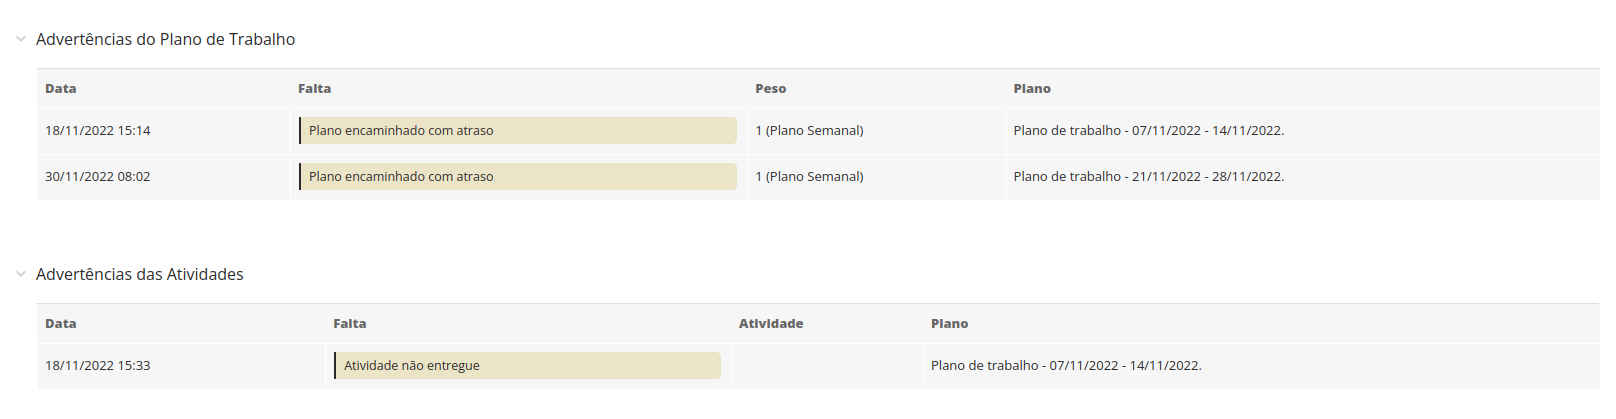 Advertências do Plano de Trabalho
Data Falta Peso Plano
18/11/2022 15:14 Plano encaminhado com atraso 1 (Plano Semanal) Plano de trabalho - 07/11/2022 - 14/11/2022.
30/11/2022 08:02 Plano encaminhado com atraso 1 (Plano Semanal) Plano de trabalho - 21/11/2022 - 28/11/2022.
Advertências das Atividades
Data Falta Atividade Plano
18/11/2022 15:33 Atividade não entregue Plano de trabalho - 07/11/2022 - 14/11/2022.